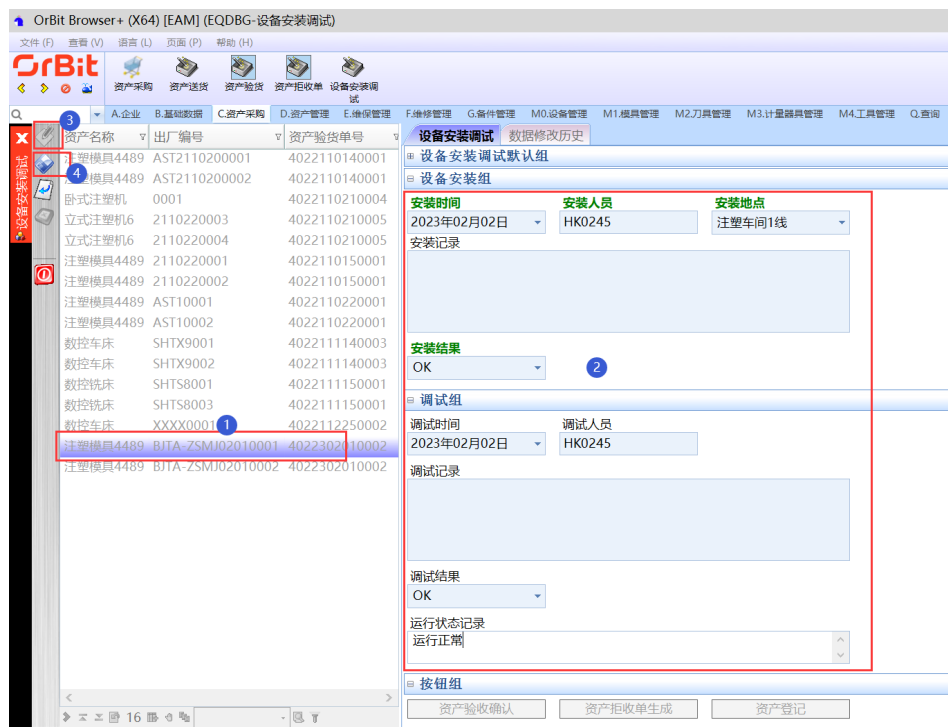 OrBit Browser+ (X64) [EAM] (EQDBG-设备安装调试)
文件 (F) 查看 (V) 语言 (L) 页面 (P) 帮助 (H)
OrBit
资产采购 资产送货 资产验货 资产拒收单 设备安装调试
A.企业 B.基础数据 C.资产采购 D.资产管理 E.维保管理 F.维修管理 G.备件管理 M0.设备管理 M1.模具管理 M2.刀具管理 M3.计量器具管理 M4.工具管理 Q.查询
设备安装调试
3
4
资产名称 出厂编号 资产验货单号
注塑模具4489 AST2110200001 4022110140001
注塑模具4489 AST2110200002 4022110140001
卧式注塑机 0001 4022110210004
立式注塑机6 2110220003 4022110210005
立式注塑机6 2110220004 4022110210005
注塑模具4489 2110220001 4022110150001
注塑模具4489 2110220002 4022110150001
注塑模具4489 AST10001 4022110220001
注塑模具4489 AST10002 4022110220001
数控车床 SHTX9001 4022111140003
数控车床 SHTX9002 4022111140003
数控铣床 SHTS8001 4022111150001
数控铣床 SHTS8003 4022111150001
数控车床 XXXX0001 4022112250002
1
注塑模具4489 BJTA-ZSMJ02010001 4022302010002
注塑模具4489 BJTA-ZSMJ02010002 4022302010002
16
设备安装调试 数据修改历史
设备安装调试默认组
设备安装组
安装时间 安装人员 安装地点
2023年02月02日 HK0245 注塑车间1线
安装记录
安装结果
OK
2
调试组
调试时间 调试人员
2023年02月02日 HK0245
调试记录
调试结果
OK
运行状态记录
运行正常
按钮组
资产验收确认 资产拒收单生成 资产登记